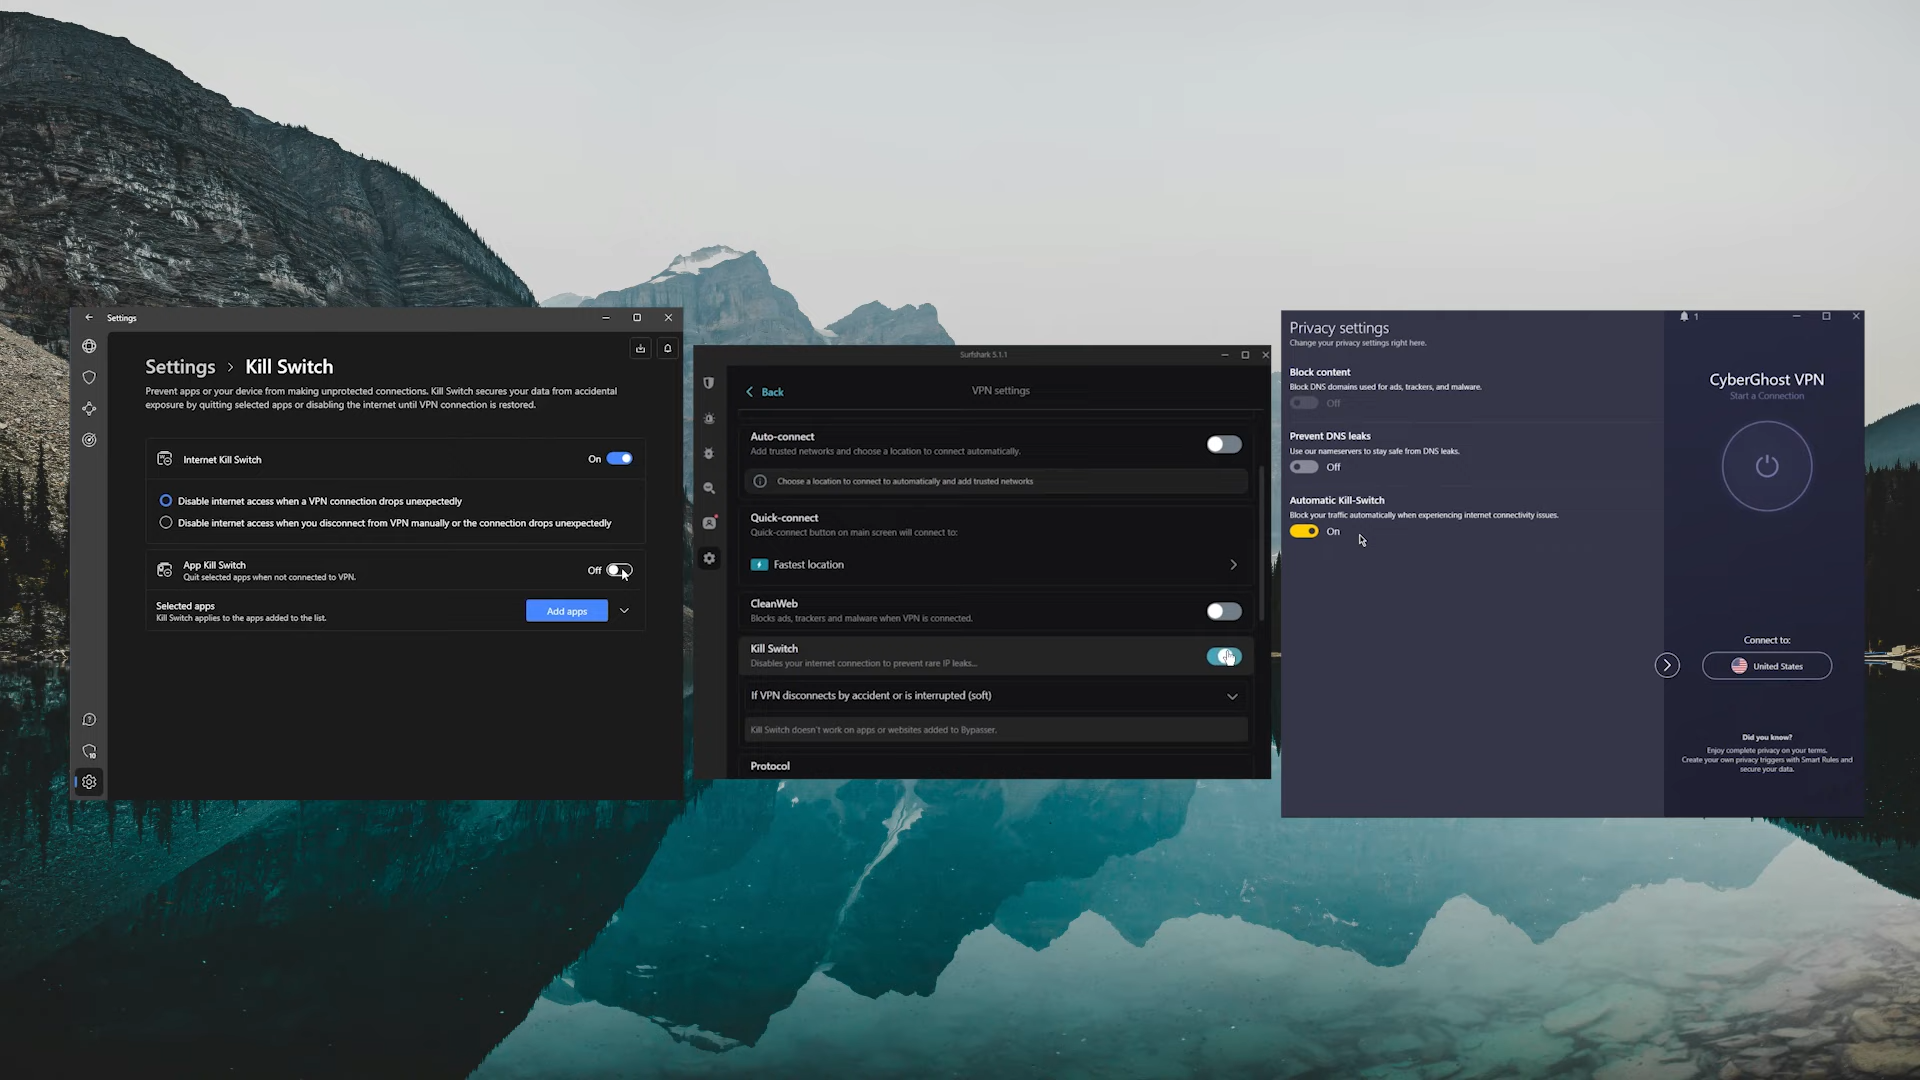 Settings
Settings > Kill Switch
Prevent apps or your device from making unprotected connections. Kill Switch secures your data from accidental
exposure by quitting selected apps or disabling the internet until VPN connection is restored.
Internet Kill Switch
On
Disable internet access when a VPN connection drops unexpectedly
Disable internet access when you disconnect from VPN manually or the connection drops unexpectedly
App Kill Switch
Quit selected apps when not connected to VPN.
Off
Selected apps
Kill Switch applies to the apps added to the list.
Add apps
Surfshark 5.1.1
Back
VPN settings
Auto-connect
Add trusted networks and choose a location to connect automatically.
Choose a location to connect to automatically and add trusted networks
Quick-connect
Quick-connect button on main screen will connect to:
Fastest location
CleanWeb
Blocks ads, trackers and malware when VPN is connected.
Kill Switch
Disables your internet connection to prevent rare IP leaks...
If VPN disconnects by accident or is interrupted (soft)
Kill Switch doesn't work on apps or websites added to Bypasser.
Protocol
Privacy settings
Change your privacy settings right here.
Block content
Block DNS domains used for ads, trackers, and malware.
Off
Prevent DNS leaks
Use our nameservers to stay safe from DNS leaks.
Off
Automatic Kill-Switch
Block your traffic automatically when experiencing internet connectivity issues.
On
1
CyberGhost VPN
Start a Connection
Connect to:
United States
Did you know?
Enjoy complete privacy on your terms.
Create your own privacy triggers with Smart Rules and
secure your data.